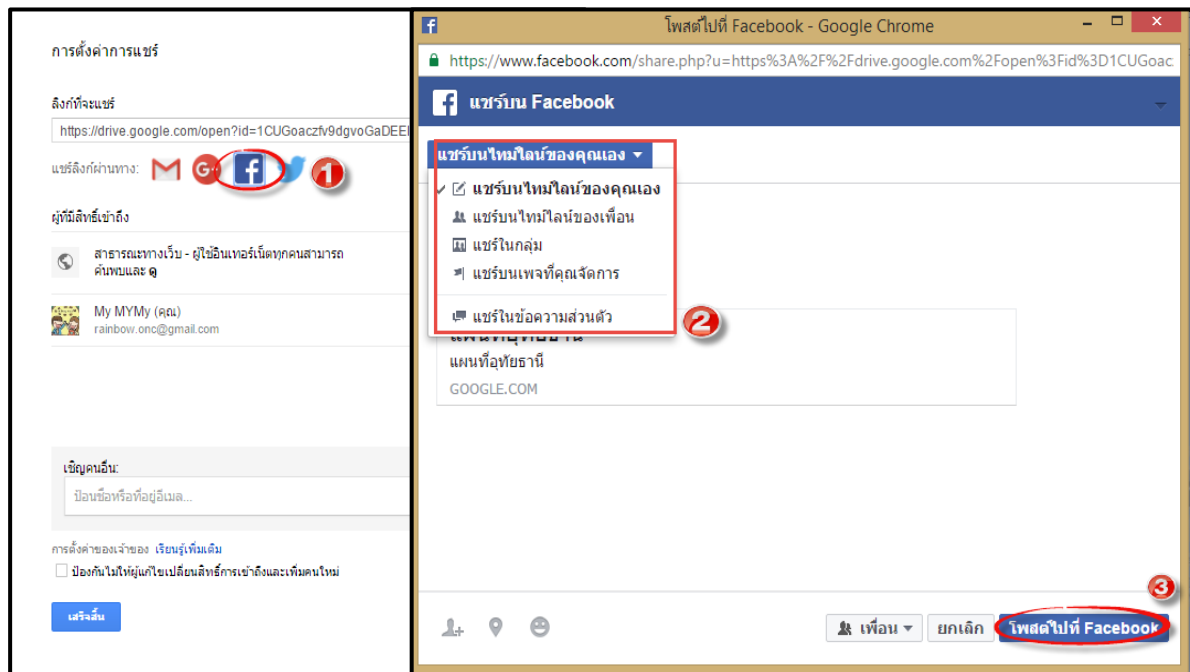 การตั้งค่าการแชร์
ลิงก์ที่จะแชร์
https://drive.google.com/open?id=1CUGoaczfv9dgvoGaDEEI
แชร์ลิงก์ผ่านทาง:
1
ผู้ที่มีสิทธิ์เข้าถึง
สาธารณะทางเว็บ - ผู้ใช้อินเทอร์เน็ตทุกคนสามารถ
ค้นพบและ ดู
My MYMy (คุณ)
rainbow.onc@gmail.com
เชิญคนอื่น:
ป้อนชื่อหรือที่อยู่อีเมล...
การตั้งค่าของเจ้าของ เรียนรู้เพิ่มเติม
ป้องกันไม่ให้ผู้แก้ไขเปลี่ยนสิทธิ์การเข้าถึงและเพิ่มคนใหม่
เสร็จสิ้น
โพสต์ไปที่ Facebook - Google Chrome
https://www.facebook.com/share.php?u=https%3A%2F%2Fdrive.google.com%2Fopen%3Fid%3D1CUGoac
แชร์บน Facebook
แชร์บนไทม์ไลน์ของคุณเอง
แชร์บนไทม์ไลน์ของคุณเอง
แชร์บนไทม์ไลน์ของเพื่อน
แชร์ในกลุ่ม
แชร์บนเพจที่คุณจัดการ
แชร์ในข้อความส่วนตัว
2
แผนที่อุทัยธานี
แผนที่อุทัยธานี
GOOGLE.COM
3
เพื่อน
ยกเลิก
โพสต์ไปที่ Facebook